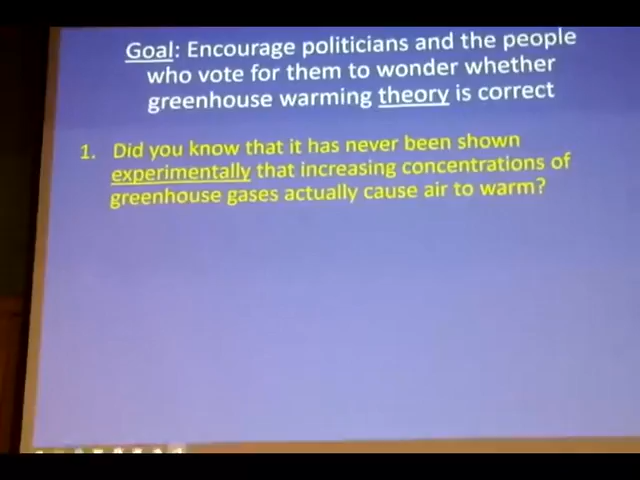 Goal: Encourage politicians and the people
who vote for them to wonder whether
greenhouse warming theory is correct
1. Did you know that it has never been shown
experimentally that increasing concentrations of
greenhouse gases actually cause air to warm?